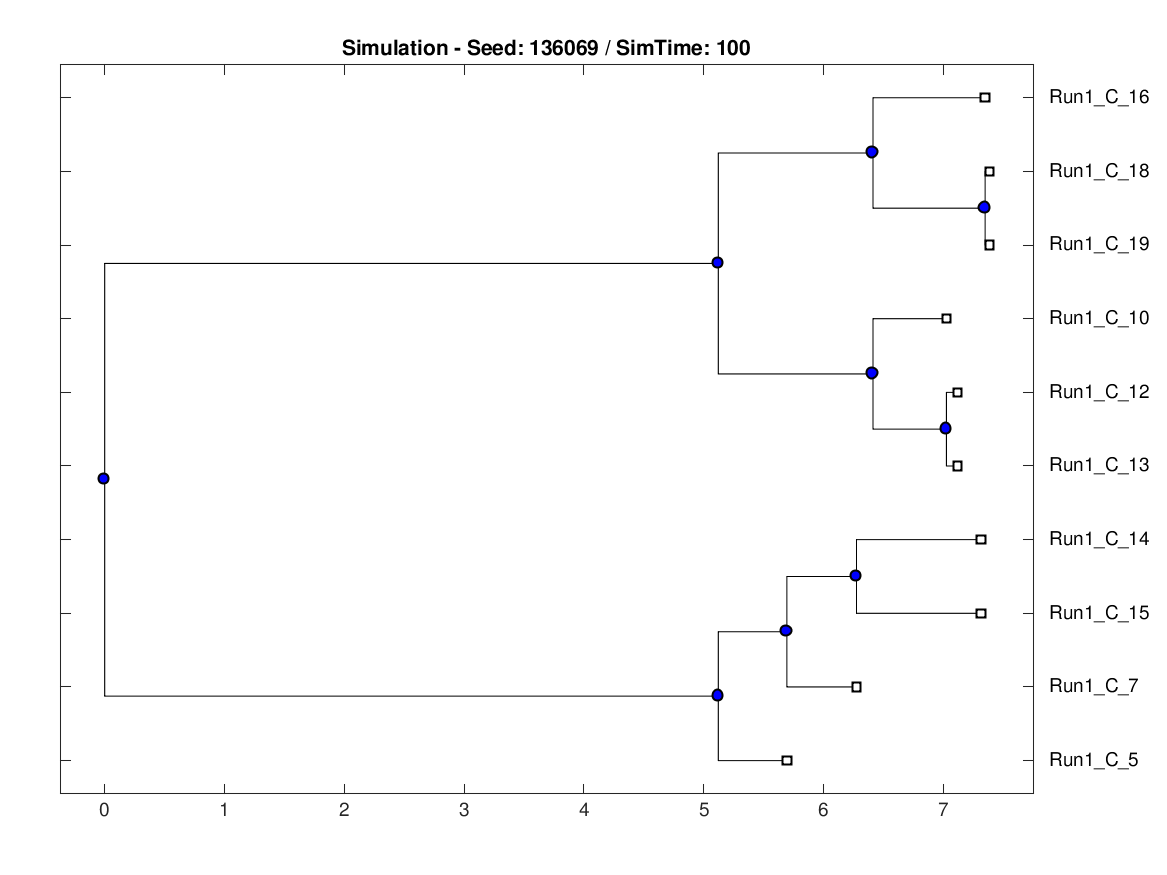 Simulation - Seed: 136069 / SimTime: 100
Run1_C_16
Run1_C_18
Run1_C_19
Run1_C_10
Run1_C_12
Run1_C_13
Run1_C_14
Run1_C_15
Run1_C_7
Run1_C_5
0 1 2 3 4 5 6 7